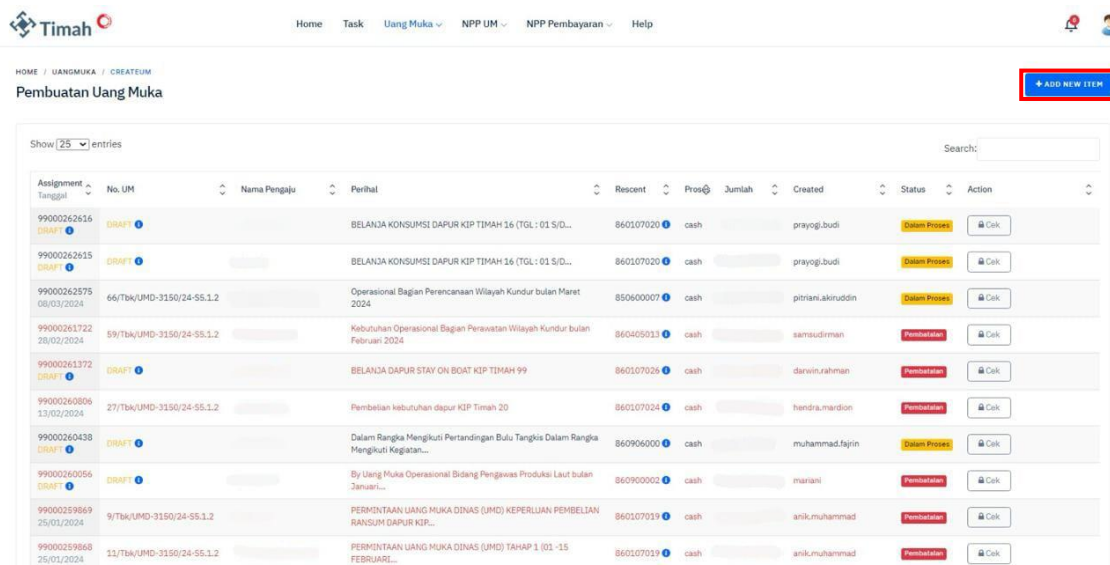 Timah
Home Task Uang Muka NPP UM NPP Pembayaran Help
HOME / UANGMUKA / CREATEUM
Pembuatan Uang Muka
+ ADD NEW ITEM
Show 25 entries
Search:
Assignment No. UM Nama Pengaju Perihal Rescent Proses Jumlah Created Status Action
Tanggal
99000262616 DRAFT BELANJA KONSUMSI DAPUR KIP TIMAH 16 (TGL : 01 S/D... 860107020 cash prayogi.budi Dalam Proses Cek
DRAFT
99000262615 DRAFT BELANJA KONSUMSI DAPUR KIP TIMAH 16 (TGL : 01 S/D... 860107020 cash prayogi.budi Dalam Proses Cek
DRAFT
99000262575 66/Tbk/UMD-3150/24-S5.1.2 Operasional Bagian Perencanaan Wilayah Kundur bulan Maret 850600007 cash pitriani.akiruddin Dalam Proses Cek
08/03/2024 2024
99000261722 59/Tbk/UMD-3150/24-S5.1.2 Kebutuhan Operasional Bagian Perawatan Wilayah Kundur bulan 860405013 cash samsudirman Pembatalan Cek
28/02/2024 Februari 2024
99000261372 DRAFT BELANJA DAPUR STAY ON BOAT KIP TIMAH 99 860107026 cash darwin.rahman Pembatalan Cek
DRAFT
99000260806 27/Tbk/UMD-3150/24-S5.1.2 Pembelian kebutuhan dapur KIP Timah 20 860107024 cash hendra.mardion Pembatalan Cek
13/02/2024
99000260438 DRAFT Dalam Rangka Mengikuti Pertandingan Bulu Tangkis Dalam Rangka 860906000 cash muhammad.fajrin Dalam Proses Cek
DRAFT Mengikuti Kegiatan...
99000260056 DRAFT By Uang Muka Operasional Bidang Pengawas Produksi Laut bulan 860900002 cash mariani Pembatalan Cek
DRAFT Januari...
99000259869 9/Tbk/UMD-3150/24-S5.1.2 PERMINTAAN UANG MUKA DINAS (UMD) KEPERLUAN PEMBELIAN 860107019 cash anik.muhammad Pembatalan Cek
25/01/2024 RANSUM DAPUR KIP...
99000259868 11/Tbk/UMD-3150/24-S5.1.2 PERMINTAAN UANG MUKA DINAS (UMD) TAHAP 1 (01 -15 860107019 cash anik.muhammad Pembatalan Cek
25/01/2024 FEBRUARI...